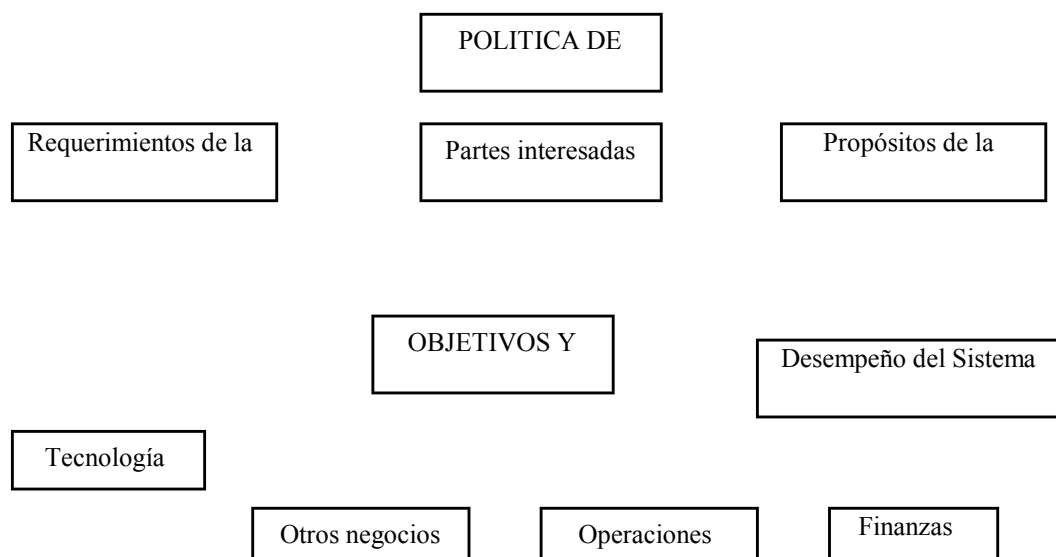 POLITICA DE
Requerimientos de la
Partes interesadas
Propósitos de la
OBJETIVOS Y
Desempeño del Sistema
Tecnología
Otros negocios
Operaciones
Finanzas